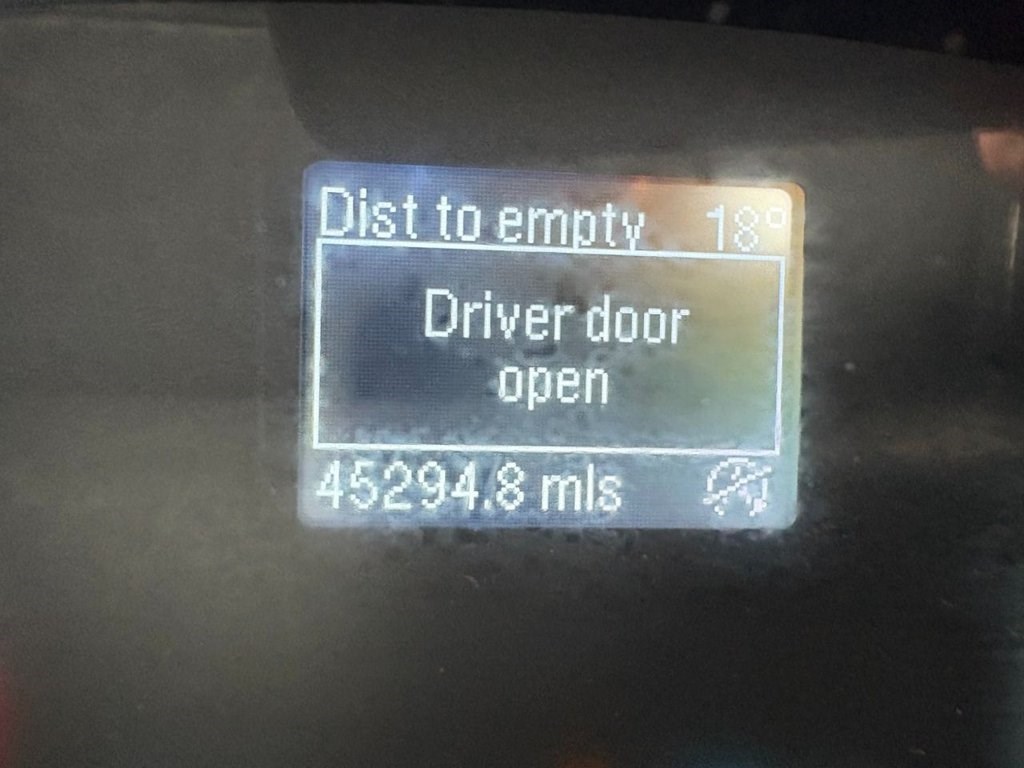 Dist to empty 18°
Driver door
open
45294.8 mls